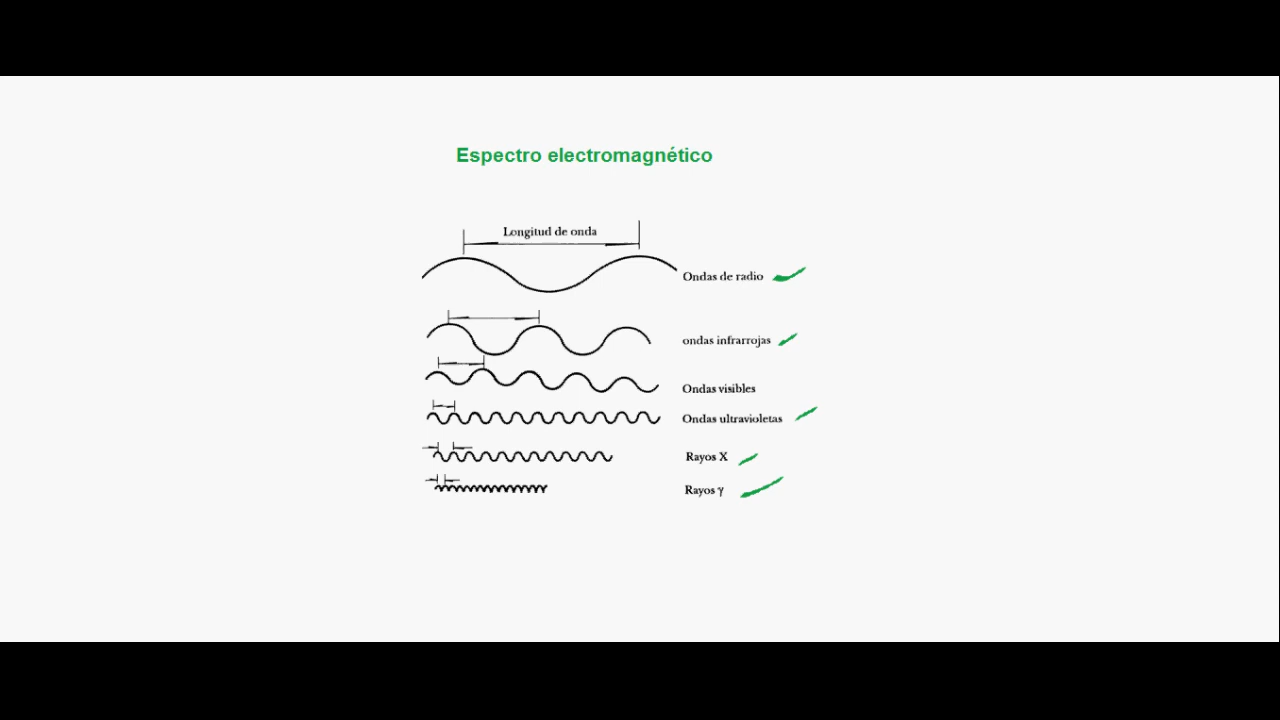 Espectro electromagnético
Longitud de onda
Ondas de radio
ondas infrarrojas
Ondas visibles
Ondas ultravioletas
Rayos X
Rayos γ